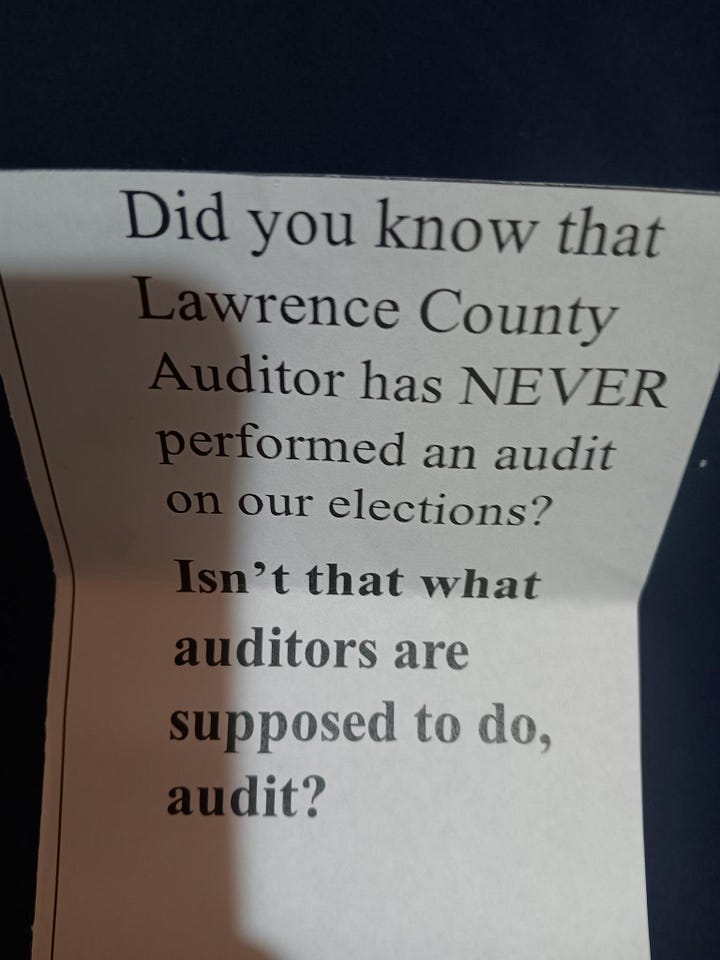 Did you know that
Lawrence County
Auditor has NEVER
performed an audit
on our elections?
Isn’t that what
auditors are
supposed to do,
audit?